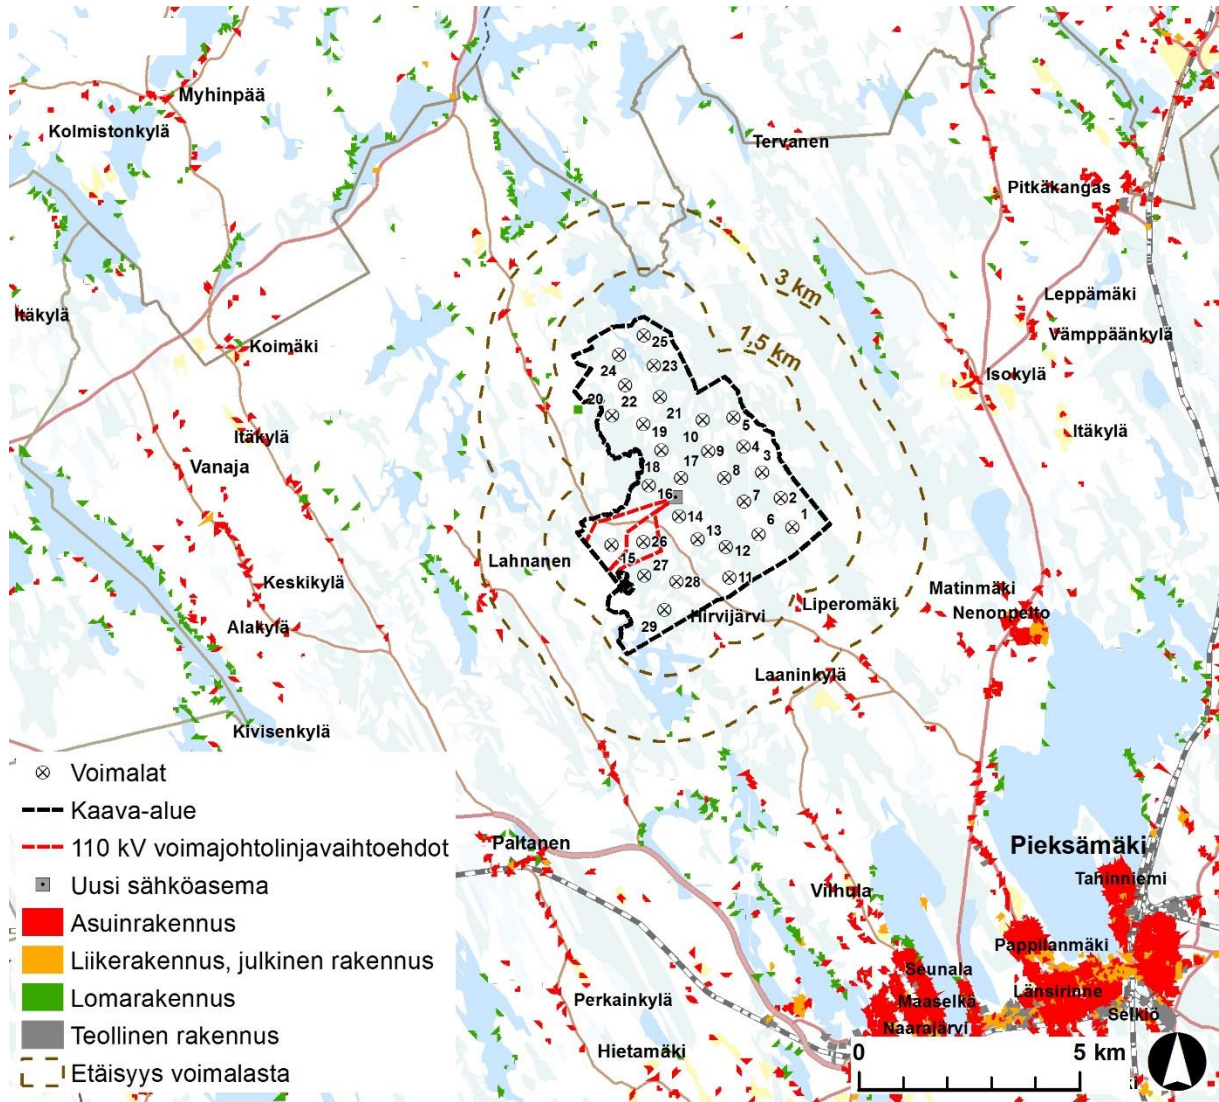 Myhinpää
Kolmistonkylä
Tervanen
Pitkäkangas
3 km
Leppämäki
Itäkylä
Vämppäänkylä
1,5 km
Koimäki
25
24
23
Isokylä
22
20
21
Itäkylä
Itäkylä
19
10
5
4
9
3
Vanaja
18
17
8
16
7
2
1
14
6
13
26
12
Lahnanen
15
27
11
28
Keskikylä
Matinmäki
Liperomäki
Nenonpelto
Hirvijärvi
29
Alakylä
Laaninkylä
Kivisenkylä
Voimalat
Kaava-alue
110 kV voimajohtolinjavaihtoehdot
Uusi sähköasema
Asuinrakennus
Liikerakennus, julkinen rakennus
Lomarakennus
Teollinen rakennus
Etäisyys voimalasta
Paltanen
Pieksämäki
Tahinniemi
Vilhula
Pappilanmäki
Seunala
Länsirinne
Perkainkylä
Maaselkä
Selkiö
Naarajärvi
Hietamäki
0
5 km